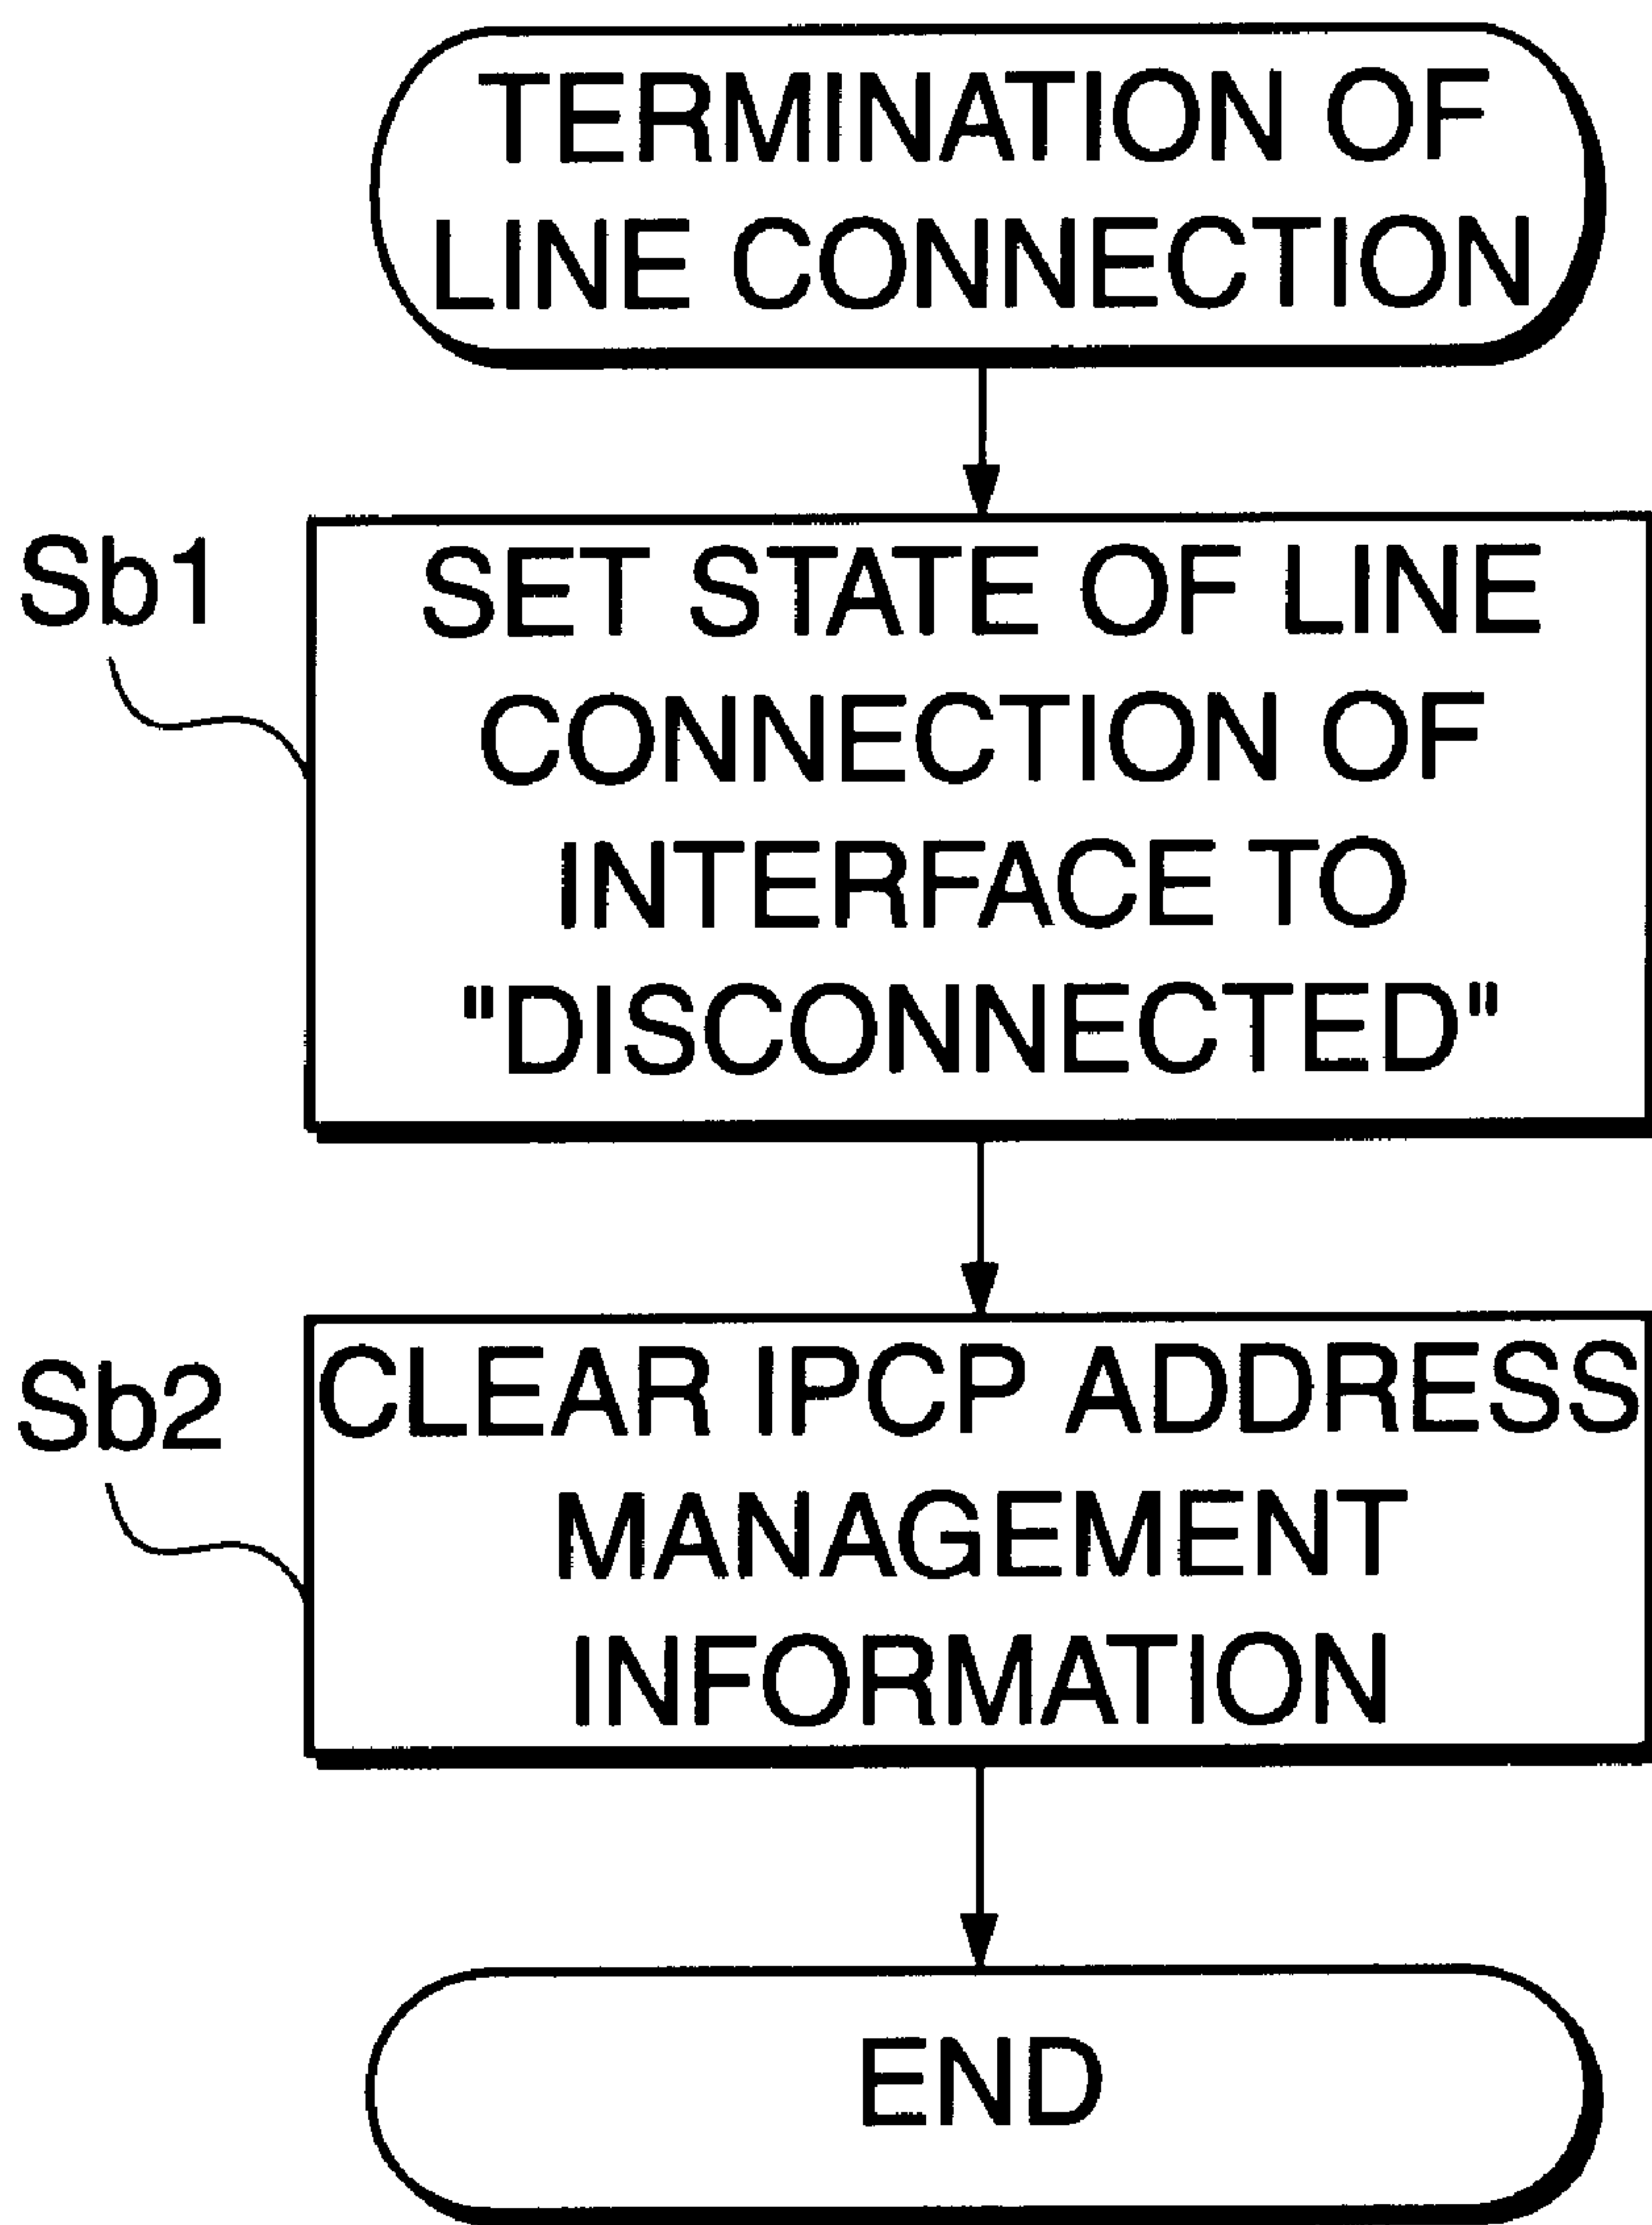 TERMINATION OF
LINE CONNECTION
Sb1
SET STATE OF LINE
CONNECTION OF
INTERFACE TO
"DISCONNECTED"
Sb2
CLEAR IPCP ADDRESS
MANAGEMENT
INFORMATION
END